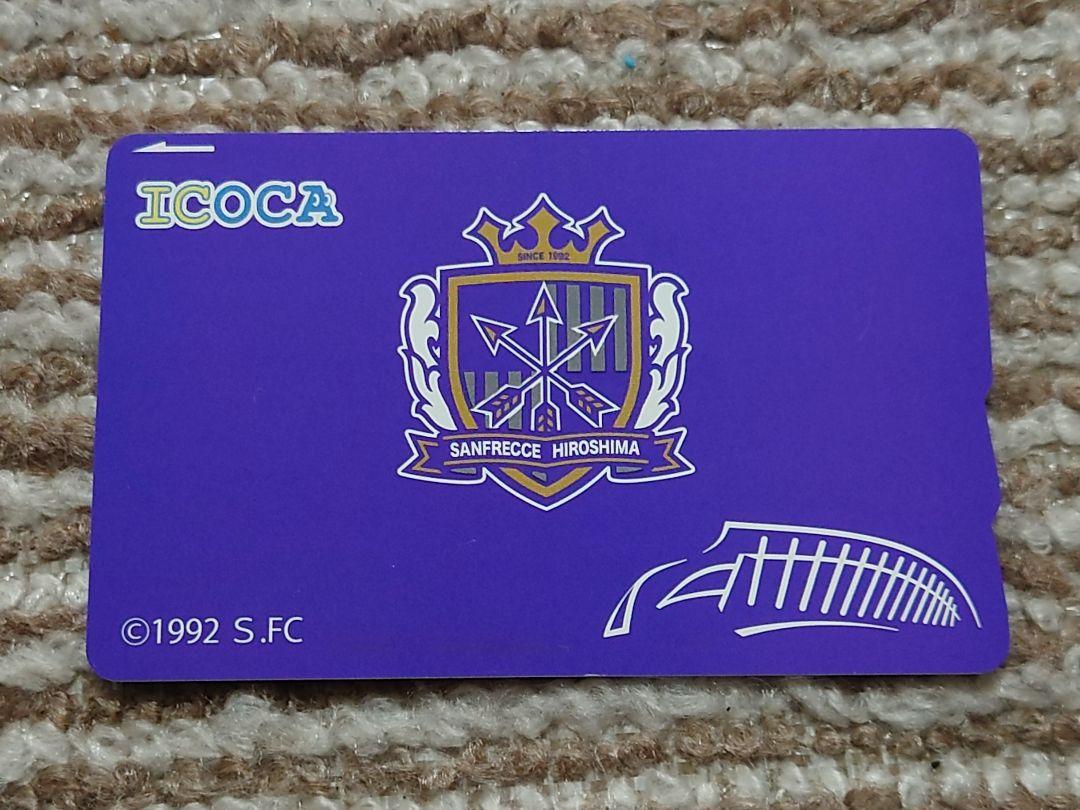 ICOCA
SINCE 1992
SANFRECCE HIROSHIMA
©1992 S.FC